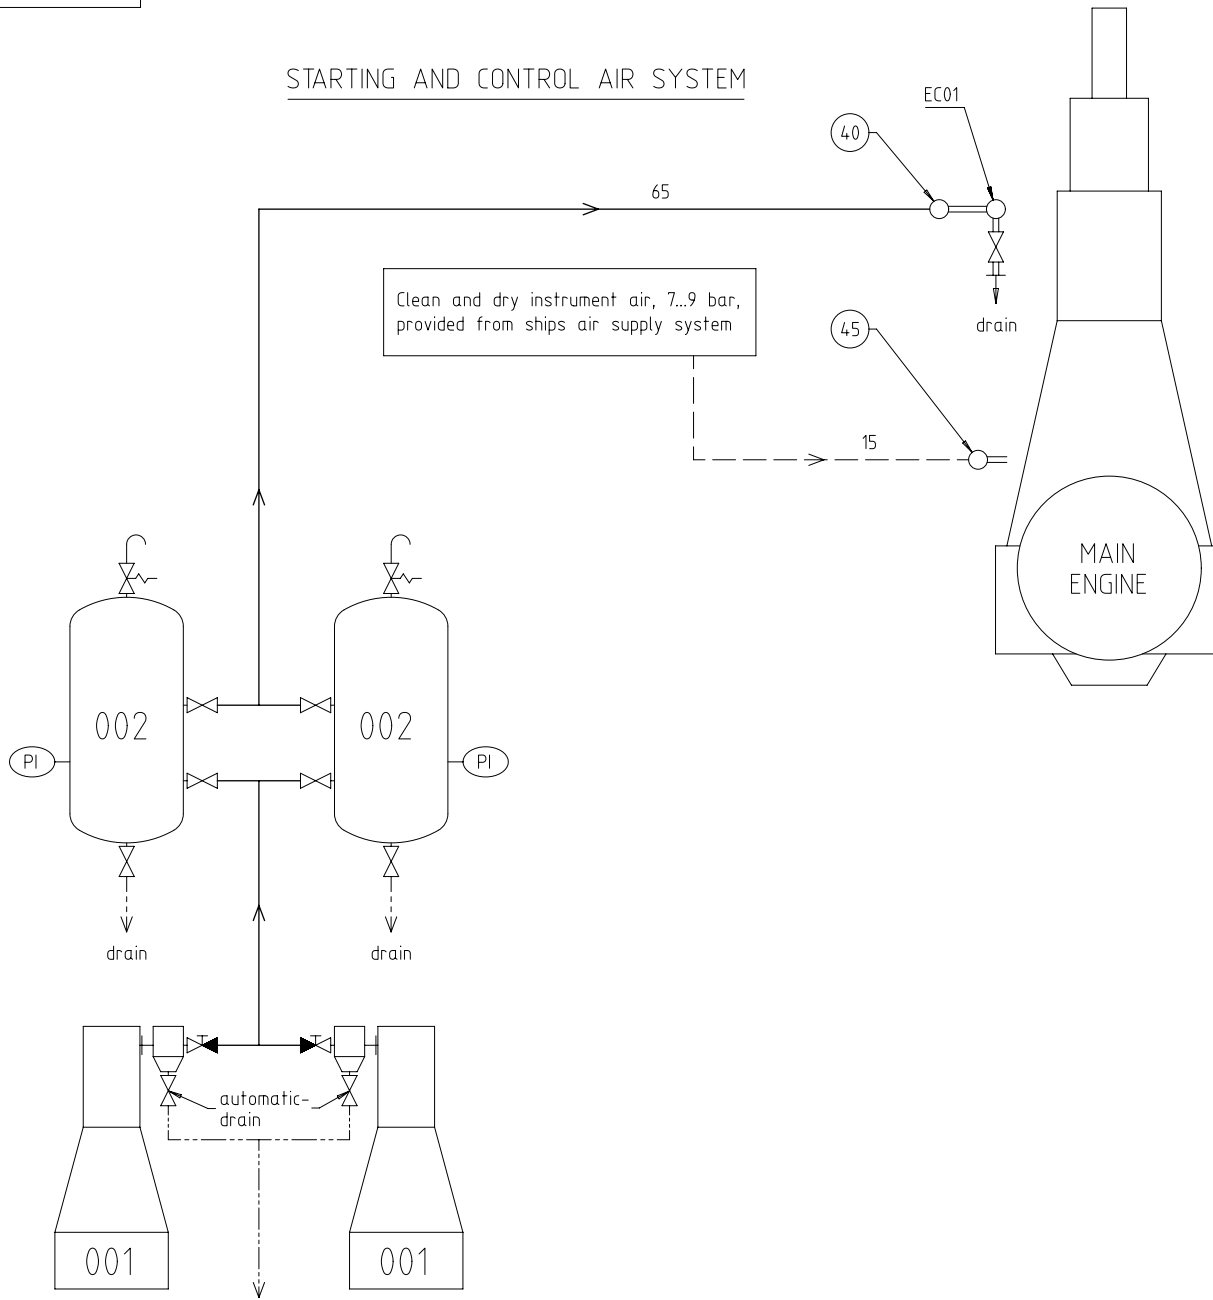 STARTING AND CONTROL AIR SYSTEM
EC01
40
65
Clean and dry instrument air, 7...9 bar,
provided from ships air supply system
drain
45
15
MAIN
ENGINE
002
002
PI
PI
drain
drain
automatic-
drain
001
001